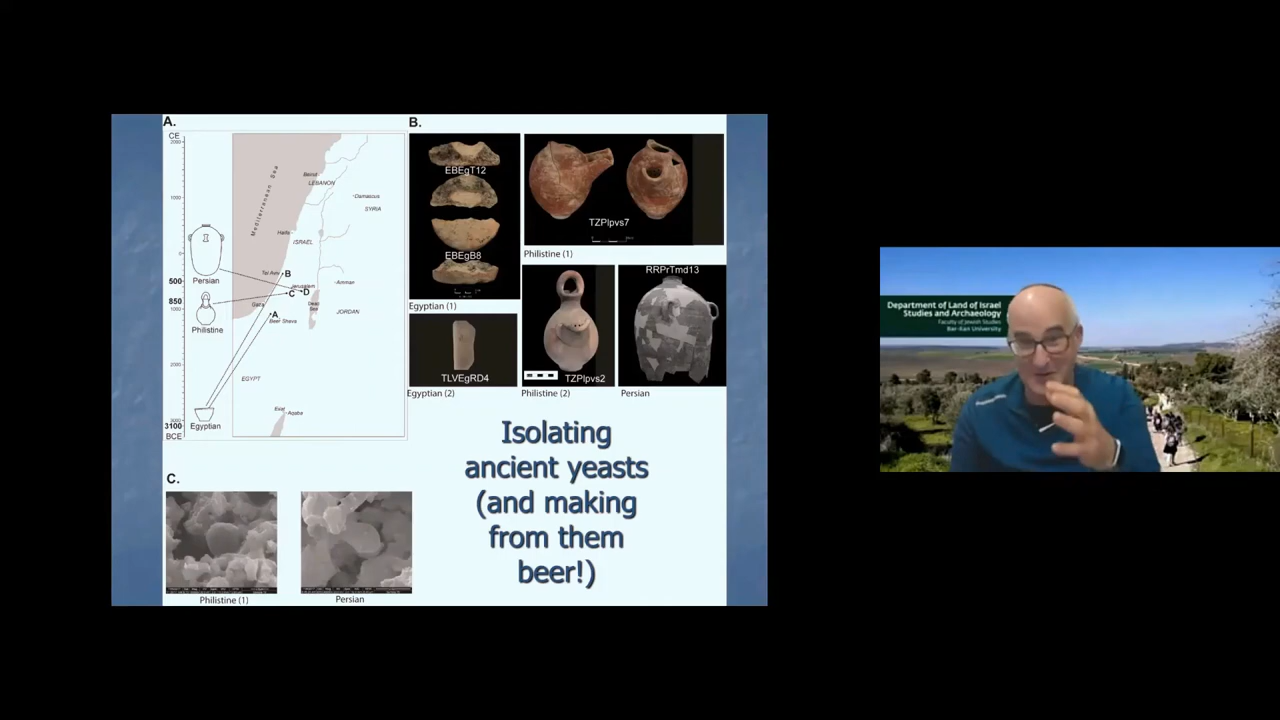 A.
CE
2000
1000
0
500
850
1000
2000
3100
BCE
Mediterranean Sea
Beirut
LEBANON
Damascus
SYRIA
Haifa
ISRAEL
Tel Aviv
B
Jerusalem
C
D
Amman
Gaza
Dead
Sea
A
Beer Sheva
JORDAN
EGYPT
Eilat
Aqaba
Persian
Philistine
Egyptian
B.
EBEgT12
EBEgB8
Egyptian (1)
TZPlpvs7
Philistine (1)
TLVEgRD4
Egyptian (2)
TZPlpvs2
Philistine (2)
RRPrTmd13
Persian
C.
Philistine (1)
Persian
Isolating
ancient yeasts
(and making
from them
beer!)
Department of Land of Israel
Studies and Archaeology
Faculty of Jewish Studies
Bar-Ilan University